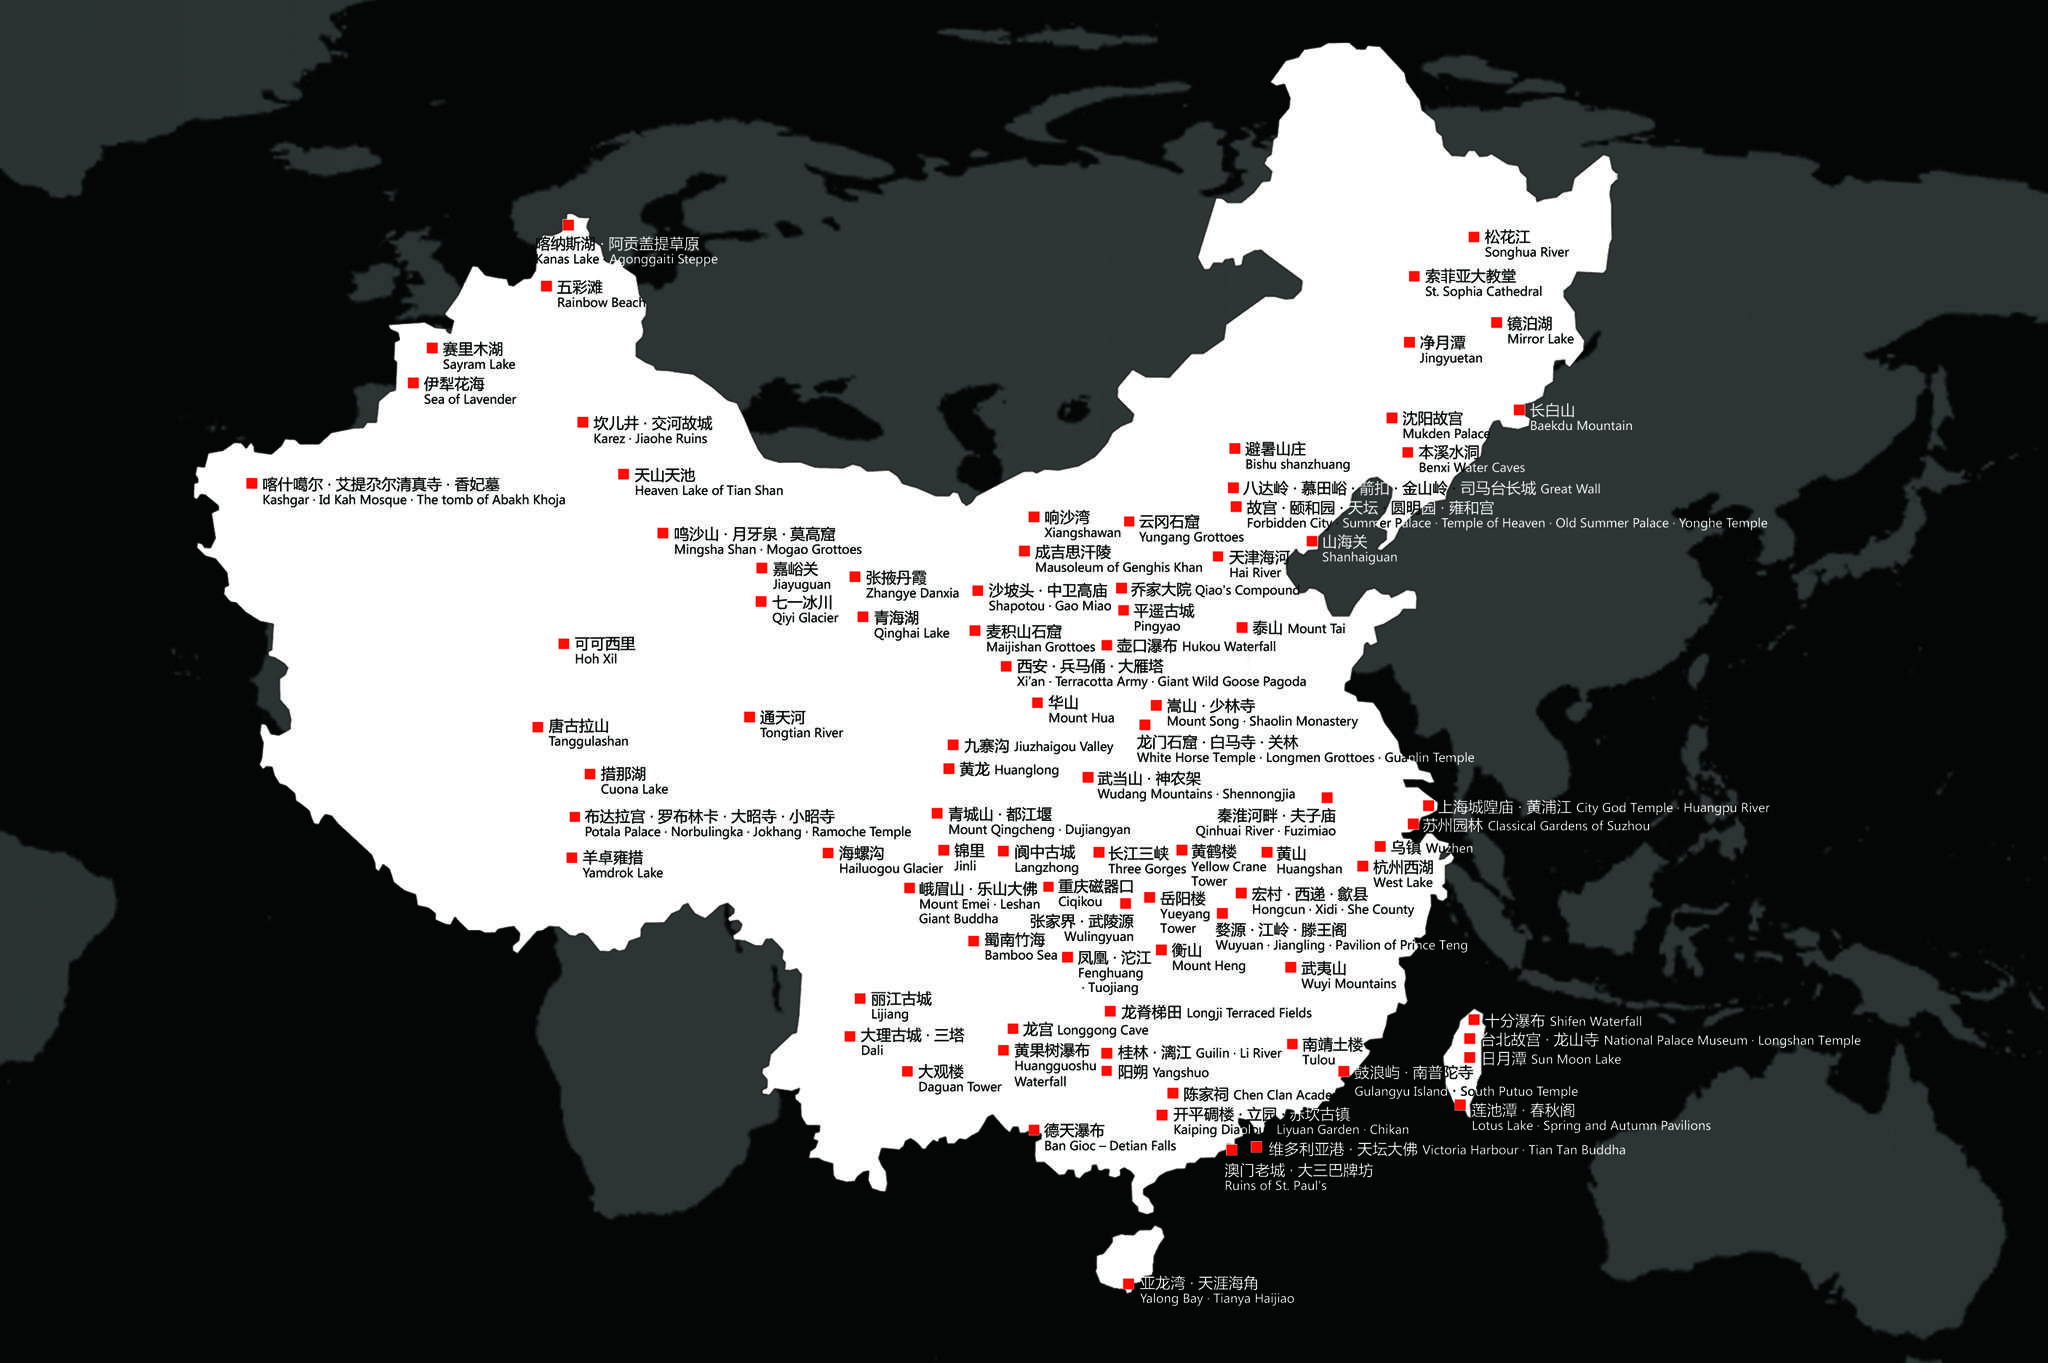 喀纳斯湖 · 阿贡盖提草原
Kanas Lake · Agonggaiti Steppe
五彩滩
Rainbow Beach
赛里木湖
Sayram Lake
伊犁花海
Sea of Lavender
坎儿井 · 交河故城
Karez · Jiaohe Ruins
天山天池
Heaven Lake of Tian Shan
喀什噶尔 · 艾提尕尔清真寺 · 香妃墓
Kashgar · Id Kah Mosque · The tomb of Abakh Khoja
鸣沙山 · 月牙泉 · 莫高窟
Mingsha Shan · Mogao Grottoes
嘉峪关
Jiayuguan
七一冰川
Qiyi Glacier
张掖丹霞
Zhangye Danxia
青海湖
Qinghai Lake
可可西里
Hoh Xil
唐古拉山
Tanggulashan
通天河
Tongtian River
措那湖
Cuona Lake
布达拉宫 · 罗布林卡 · 大昭寺 · 小昭寺
Potala Palace · Norbulingka · Jokhang · Ramoche Temple
羊卓雍措
Yamdrok Lake
松花江
Songhua River
索菲亚大教堂
St. Sophia Cathedral
镜泊湖
Mirror Lake
净月潭
Jingyuetan
长白山
Baekdu Mountain
沈阳故宫
Mukden Palace
本溪水洞
Benxi Water Caves
避暑山庄
Bishu shanzhuang
八达岭 · 慕田峪 · 箭扣 · 金山岭 · 司马台长城 Great Wall
故宫 · 颐和园 · 天坛 · 圆明园 · 雍和宫
Forbidden City · Summer Palace · Temple of Heaven · Old Summer Palace · Yonghe Temple
山海关
Shanhaiguan
响沙湾
Xiangshawan
云冈石窟
Yungang Grottoes
成吉思汗陵
Mausoleum of Genghis Khan
天津海河
Hai River
沙坡头 · 中卫高庙
Shapotou · Gao Miao
乔家大院 Qiao's Compound
平遥古城
Pingyao
泰山 Mount Tai
麦积山石窟
Maijishan Grottoes
壶口瀑布 Hukou Waterfall
西安 · 兵马俑 · 大雁塔
Xi'an · Terracotta Army · Giant Wild Goose Pagoda
华山
Mount Hua
嵩山 · 少林寺
Mount Song · Shaolin Monastery
龙门石窟 · 白马寺 · 关林
White Horse Temple · Longmen Grottoes · Guanlin Temple
九寨沟 Jiuzhaigou Valley
黄龙 Huanglong
武当山 · 神农架
Wudang Mountains · Shennongjia
秦淮河畔 · 夫子庙
Qinhuai River · Fuzimiao
上海城隍庙 · 黄浦江 City God Temple · Huangpu River
苏州园林 Classical Gardens of Suzhou
乌镇 Wuzhen
杭州西湖
West Lake
青城山 · 都江堰
Mount Qingcheng · Dujiangyan
海螺沟
Hailuogou Glacier
锦里
Jinli
阆中古城
Langzhong
长江三峡
Three Gorges
黄鹤楼
Yellow Crane
Tower
黄山
Huangshan
峨眉山 · 乐山大佛
Mount Emei · Leshan
Giant Buddha
重庆磁器口
Ciqikou
张家界 · 武陵源
Wulingyuan
岳阳楼
Yueyang
Tower
宏村 · 西递 · 歙县
Hongcun · Xidi · She County
婺源 · 江岭 · 滕王阁
Wuyuan · Jiangling · Pavilion of Prince Teng
蜀南竹海
Bamboo Sea
凤凰 · 沱江
Fenghuang
· Tuojiang
衡山
Mount Heng
武夷山
Wuyi Mountains
丽江古城
Lijiang
大理古城 · 三塔
Dali
大观楼
Daguan Tower
龙脊梯田 Longji Terraced Fields
龙宫 Longgong Cave
黄果树瀑布
Huangguoshu
Waterfall
桂林 · 漓江 Guilin · Li River
阳朔 Yangshuo
南靖土楼
Tulou
鼓浪屿 · 南普陀寺
Gulangyu Island · South Putuo Temple
陈家祠 Chen Clan Acade
开平碉楼 · 立园 · 赤坎古镇
Kaiping Diaolou · Liyuan Garden · Chikan
德天瀑布
Ban Gioc – Detian Falls
维多利亚港 · 天坛大佛 Victoria Harbour · Tian Tan Buddha
澳门老城 · 大三巴牌坊
Ruins of St. Paul's
十分瀑布 Shifen Waterfall
台北故宫 · 龙山寺 National Palace Museum · Longshan Temple
日月潭 Sun Moon Lake
莲池潭 · 春秋阁
Lotus Lake · Spring and Autumn Pavilions
亚龙湾 · 天涯海角
Yalong Bay · Tianya Haijiao